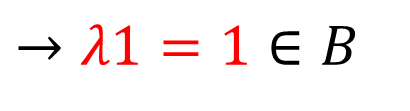 → λ1 = 1 ∈ B